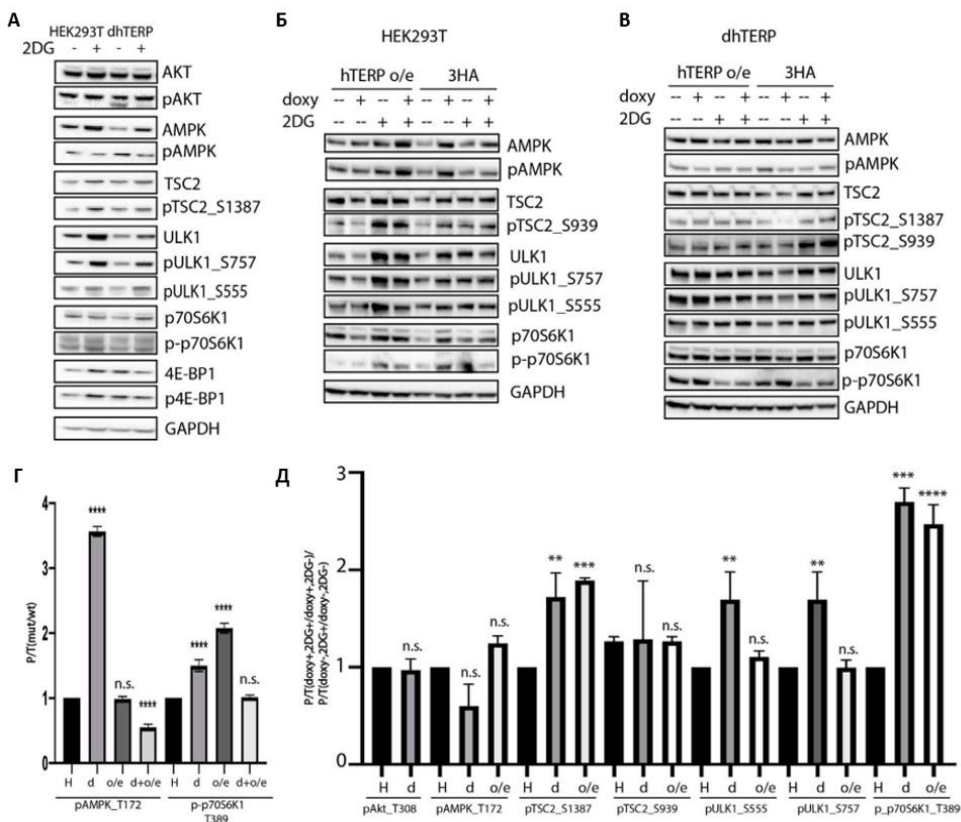 А
HEK293T dhTERP
2DG - + - +
AKT
pAKT
AMPK
pAMPK
TSC2
pTSC2_S1387
ULK1
pULK1_S757
pULK1_S555
p70S6K1
p-p70S6K1
4E-BP1
p4E-BP1
GAPDH
Б
HEK293T
hTERP o/e 3HA
doxy -- + -- + -- + -- +
2DG -- -- + + -- -- + +
AMPK
pAMPK
TSC2
pTSC2_S939
ULK1
pULK1_S757
pULK1_S555
p70S6K1
p-p70S6K1
GAPDH
В
dhTERP
hTERP o/e 3HA
doxy -- + -- + -- -- -- +
2DG -- -- + + -- -- + +
AMPK
pAMPK
TSC2
pTSC2_S1387
pTSC2_S939
ULK1
pULK1_S757
pULK1_S555
p70S6K1
p-p70S6K1
GAPDH
Г
P/T(mut/wt)
4
3
2
1
0
**** n.s. **** **** **** n.s.
H d o/e d+o/e H d o/e d+o/e
pAMPK_T172 p-p70S6K1
T389
Д
P/T(doxy+,2DG+/doxy+,2DG-)/
P/T(doxy-,2DG+/doxy-,2DG-)
3
2
1
0
n.s. n.s. n.s. ** *** n.s. n.s. ** n.s. ** n.s. *** ****
H d H d o/e H d o/e H d o/e H d o/e H d o/e H d o/e
pAkt_T308 pAMPK_T172 pTSC2_S1387 pTSC2_S939 pULK1_S555 pULK1_S757 p_p70S6K1_T389